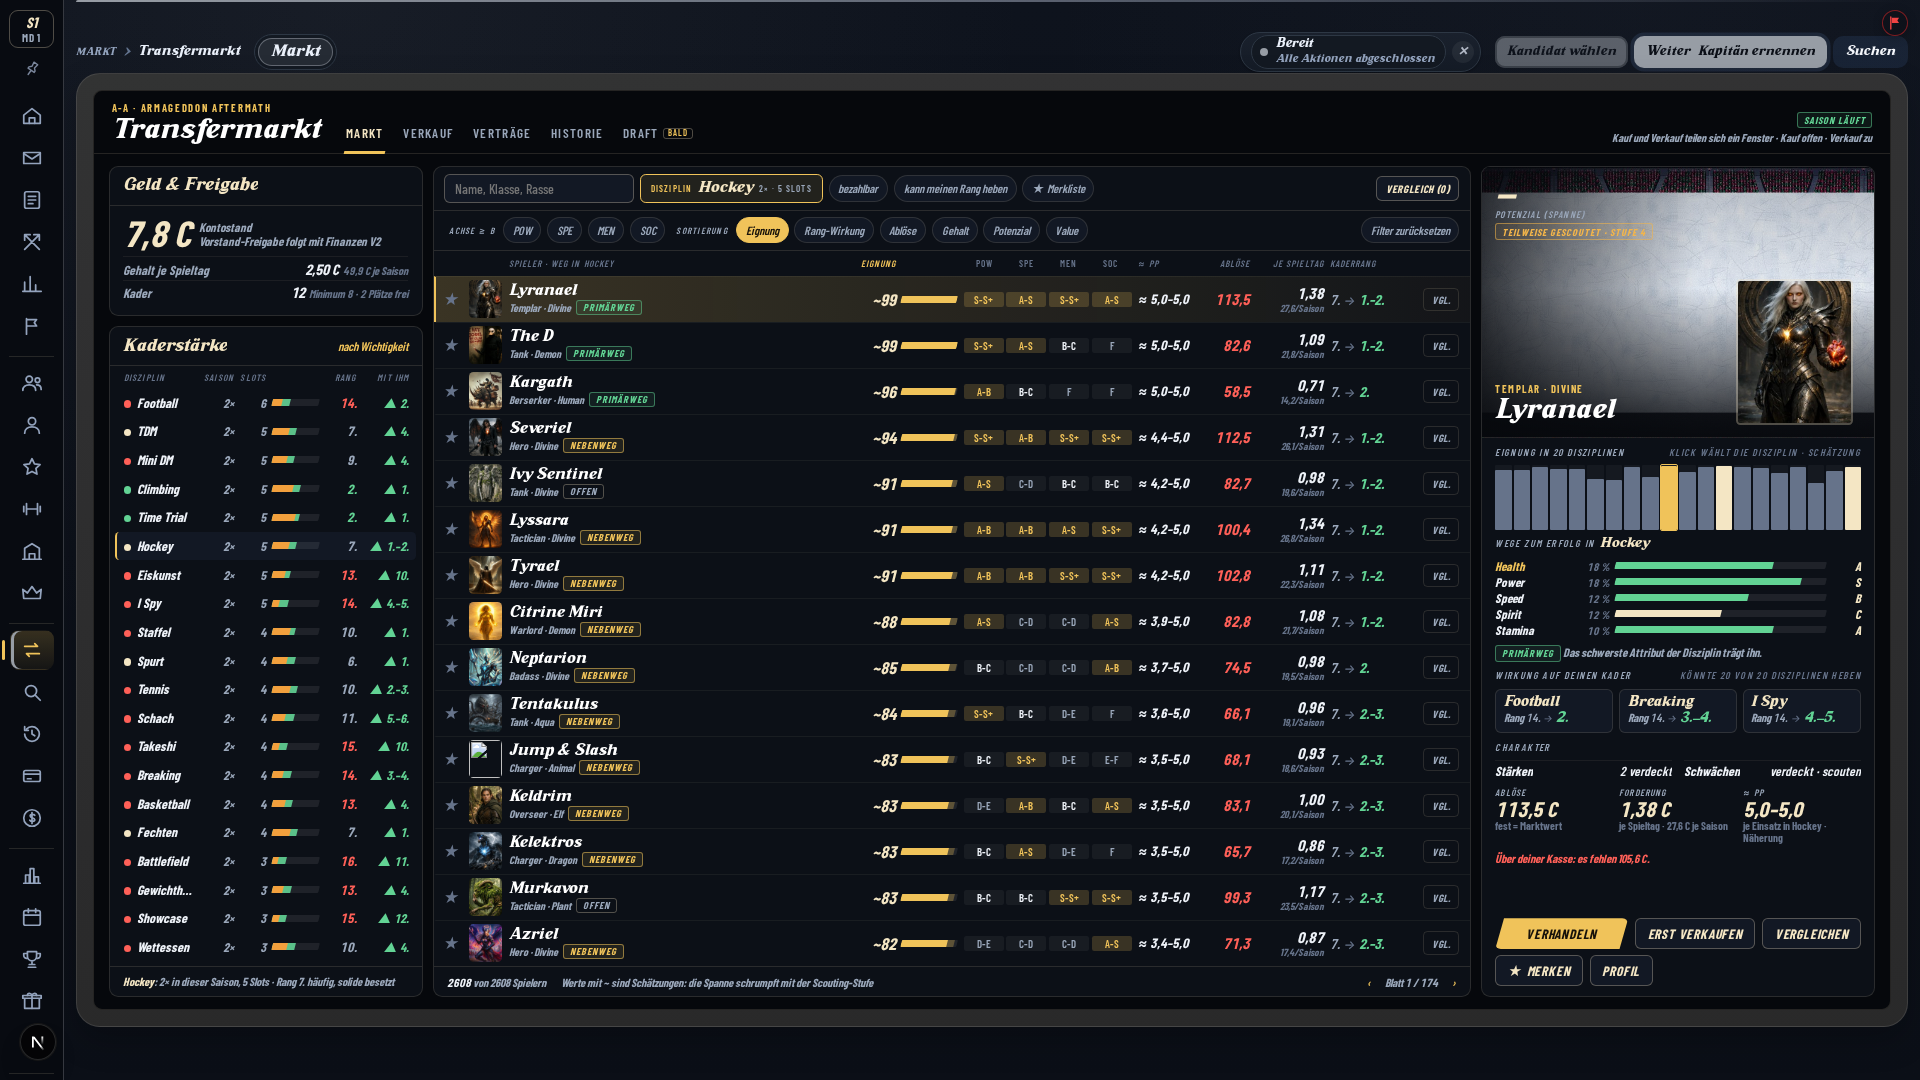 S1
MD1
MARKT > Transfermarkt Markt
Bereit
Alle Aktionen abgeschlossen
×
Kandidat wählen
Weiter Kapitän ernennen
Suchen
A-A · ARMAGEDDON AFTERMATH
Transfermarkt
MARKT VERKAUF VERTRÄGE HISTORIE DRAFT BALD
SAISON LÄUFT
Kauf und Verkauf teilen sich ein Fenster · Kauf offen · Verkauf zu
Geld & Freigabe
7,8 C Kontostand
Vorstand-Freigabe folgt mit Finanzen V2
Gehalt je Spieltag 2,50 C 49,9 C je Saison
Kader 12 Minimum 8 · 2 Plätze frei
Kaderstärke nach Wichtigkeit
DISZIPLIN SAISON SLOTS RANG MIT IHM
Football 2× 6 14. ▲ 2.
TDM 2× 5 7. ▲ 4.
Mini DM 2× 5 9. ▲ 4.
Climbing 2× 5 2. ▲ 1.
Time Trial 2× 5 2. ▲ 1.
Hockey 2× 5 7. ▲ 1.-2.
Eiskunst 2× 5 13. ▲ 10.
I Spy 2× 5 14. ▲ 4.-5.
Staffel 2× 4 10. ▲ 1.
Spurt 2× 4 6. ▲ 1.
Tennis 2× 4 10. ▲ 2.-3.
Schach 2× 4 11. ▲ 5.-6.
Takeshi 2× 4 15. ▲ 10.
Breaking 2× 4 14. ▲ 3.-4.
Basketball 2× 4 13. ▲ 4.
Fechten 2× 4 7. ▲ 1.
Battlefield 2× 3 16. ▲ 11.
Gewichth... 2× 3 13. ▲ 4.
Showcase 2× 3 15. ▲ 12.
Wettessen 2× 3 10. ▲ 4.
Hockey: 2× in dieser Saison, 5 Slots · Rang 7. häufig, solide besetzt
Name, Klasse, Rasse
DISZIPLIN Hockey 2× · 5 SLOTS
bezahlbar
kann meinen Rang heben
★ Merkliste
VERGLEICH (0)
ACHSE ≥ B POW SPE MEN SOC SORTIERUNG Eignung Rang-Wirkung Ablöse Gehalt Potenzial Value Filter zurücksetzen
SPIELER · WEG IN HOCKEY EIGNUNG POW SPE MEN SOC ≈ PP ABLÖSE JE SPIELTAG KADERRANG
★ Lyranael ~99 S-S+ A-S S-S+ A-S ≈ 5,0-5,0 113,5 1,38 7. → 1.-2. VGL.
Templar · Divine PRIMÄRWEG 27,6/Saison
★ The D ~99 S-S+ A-S B-C F ≈ 5,0-5,0 82,6 1,09 7. → 1.-2. VGL.
Tank · Demon PRIMÄRWEG 21,8/Saison
★ Kargath ~96 A-B B-C F F ≈ 5,0-5,0 58,5 0,71 7. → 2. VGL.
Berserker · Human PRIMÄRWEG 14,2/Saison
★ Severiel ~94 S-S+ A-B S-S+ S-S+ ≈ 4,4-5,0 112,5 1,31 7. → 1.-2. VGL.
Hero · Divine NEBENWEG 26,1/Saison
★ Ivy Sentinel ~91 A-S C-D B-C B-C ≈ 4,2-5,0 82,7 0,98 7. → 1.-2. VGL.
Tank · Divine OFFEN 19,6/Saison
★ Lyssara ~91 A-B A-B A-S S-S+ ≈ 4,2-5,0 100,4 1,34 7. → 1.-2. VGL.
Tactician · Divine NEBENWEG 26,8/Saison
★ Tyrael ~91 A-B A-B S-S+ S-S+ ≈ 4,2-5,0 102,8 1,11 7. → 1.-2. VGL.
Hero · Divine NEBENWEG 22,3/Saison
★ Citrine Miri ~88 A-S C-D C-D A-S ≈ 3,9-5,0 82,8 1,08 7. → 1.-2. VGL.
Warlord · Demon NEBENWEG 21,7/Saison
★ Neptarion ~85 B-C C-D C-D A-B ≈ 3,7-5,0 74,5 0,98 7. → 2. VGL.
Badass · Divine NEBENWEG 19,5/Saison
★ Tentakulus ~84 S-S+ B-C D-E F ≈ 3,6-5,0 66,1 0,96 7. → 2.-3. VGL.
Tank · Aqua NEBENWEG 19,1/Saison
★ Jump & Slash ~83 B-C S-S+ D-E E-F ≈ 3,5-5,0 68,1 0,93 7. → 2.-3. VGL.
Charger · Animal NEBENWEG 18,6/Saison
★ Keldrim ~83 D-E A-B B-C A-S ≈ 3,5-5,0 83,1 1,00 7. → 2.-3. VGL.
Overseer · Elf NEBENWEG 20,1/Saison
★ Kelektros ~83 B-C A-S D-E F ≈ 3,5-5,0 65,7 0,86 7. → 2.-3. VGL.
Charger · Dragon NEBENWEG 17,2/Saison
★ Murkavon ~83 B-C B-C S-S+ S-S+ ≈ 3,5-5,0 99,3 1,17 7. → 2.-3. VGL.
Tactician · Plant OFFEN 23,5/Saison
★ Azriel ~82 D-E C-D C-D A-S ≈ 3,4-5,0 71,3 0,87 7. → 2.-3. VGL.
Hero · Divine NEBENWEG 17,4/Saison
2608 von 2608 Spielern Werte mit ~ sind Schätzungen: die Spanne schrumpft mit der Scouting-Stufe ‹ Blatt 1 / 174 ›
POTENZIAL (SPANNE)
TEILWEISE GESCOUTET · STUFE 4
TEMPLAR · DIVINE
Lyranael
EIGNUNG IN 20 DISZIPLINEN KLICK WÄHLT DIE DISZIPLIN · SCHÄTZUNG
WEGE ZUM ERFOLG IN Hockey
Health 18 % A
Power 18 % S
Speed 12 % B
Spirit 12 % C
Stamina 10 % A
PRIMÄRWEG Das schwerste Attribut der Disziplin trägt ihn.
WIRKUNG AUF DEINEN KADER KÖNNTE 20 VON 20 DISZIPLINEN HEBEN
Football Breaking I Spy
Rang 14. → 2. Rang 14. → 3.-4. Rang 14. → 4.-5.
CHARAKTER
Stärken 2 verdeckt Schwächen verdeckt · scouten
ABLÖSE FORDERUNG ≈ PP
113,5 C 1,38 C 5,0-5,0
fest = Marktwert je Spieltag · 27,6 C je Saison je Einsatz in Hockey · Näherung
Über deiner Kasse: es fehlen 105,6 C.
VERHANDELN ERST VERKAUFEN VERGLEICHEN
★ MERKEN PROFIL
N